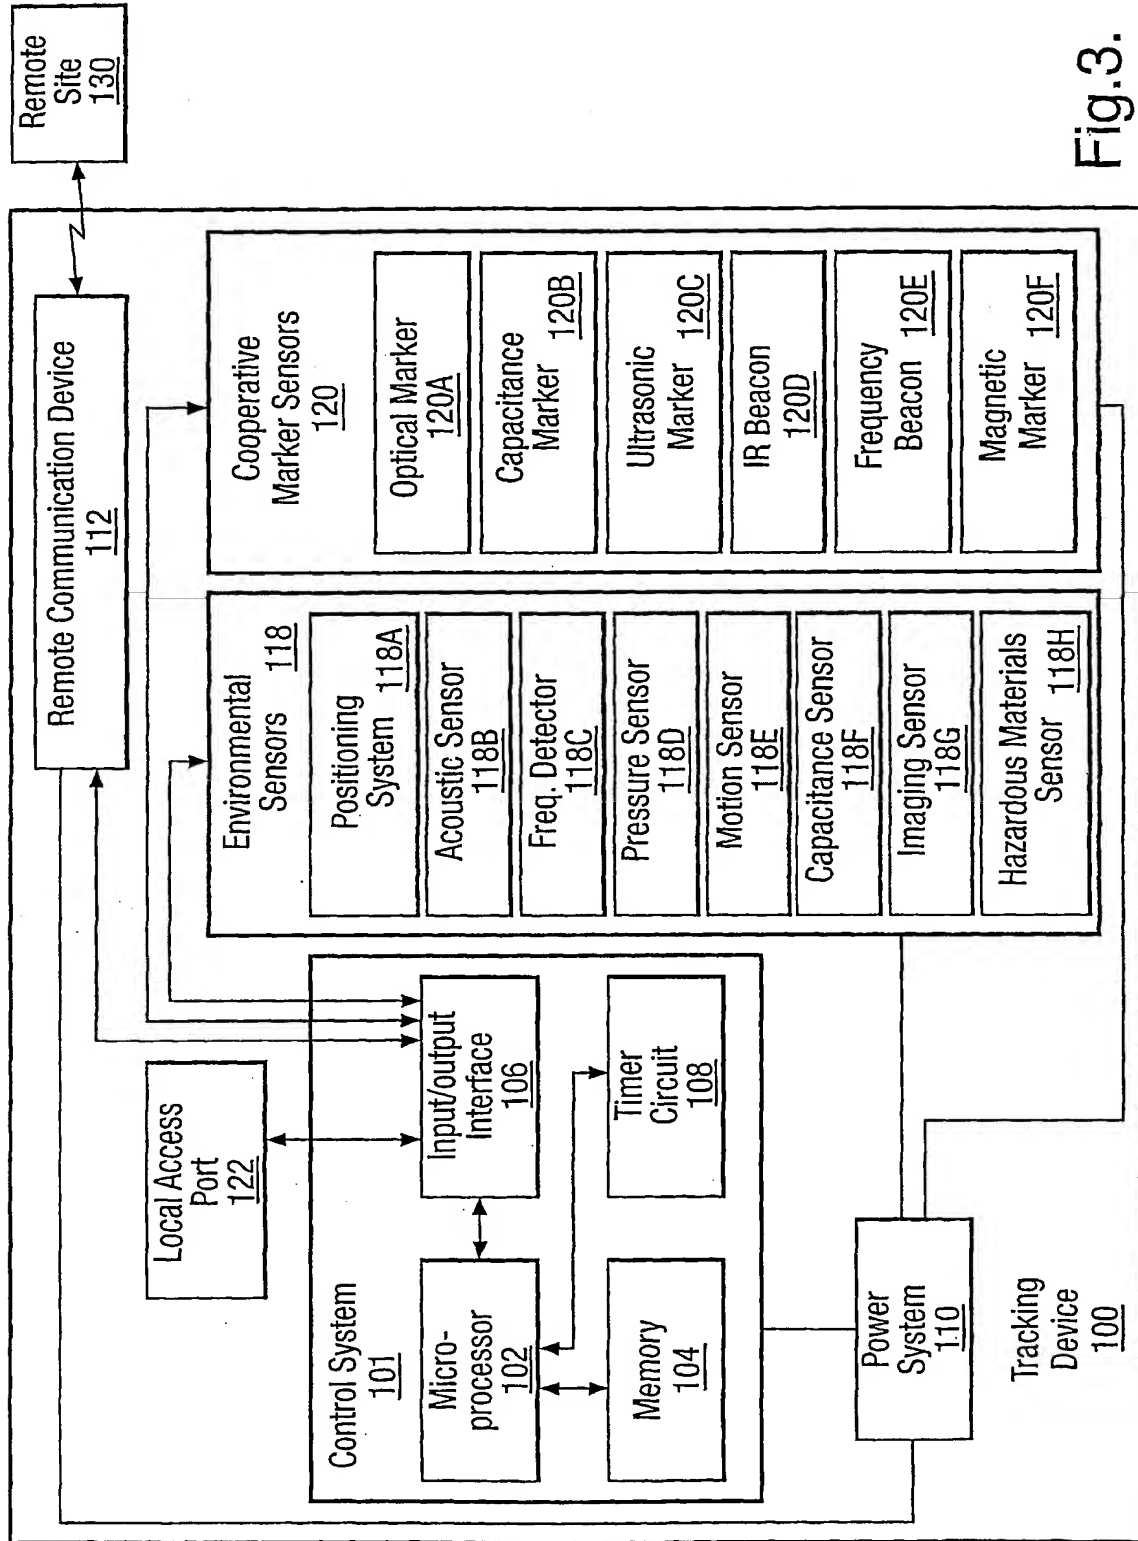 Remote
Site
130
Remote Communication Device
112
Local Access
Port
122
Control System
101
Micro-
processor
102
Input/output
Interface
106
Memory
104
Timer
Circuit
108
Environmental
Sensors 118
Positioning
System 118A
Acoustic Sensor
118B
Freq. Detector
118C
Pressure Sensor
118D
Motion Sensor
118E
Capacitance Sensor
118F
Imaging Sensor
118G
Hazardous Materials
Sensor 118H
Cooperative
Marker Sensors
120
Optical Marker
120A
Capacitance
Marker 120B
Ultrasonic
Marker 120C
IR Beacon
120D
Frequency
Beacon 120E
Magnetic
Marker 120F
Power
System
110
Tracking
Device
100
Fig.3.